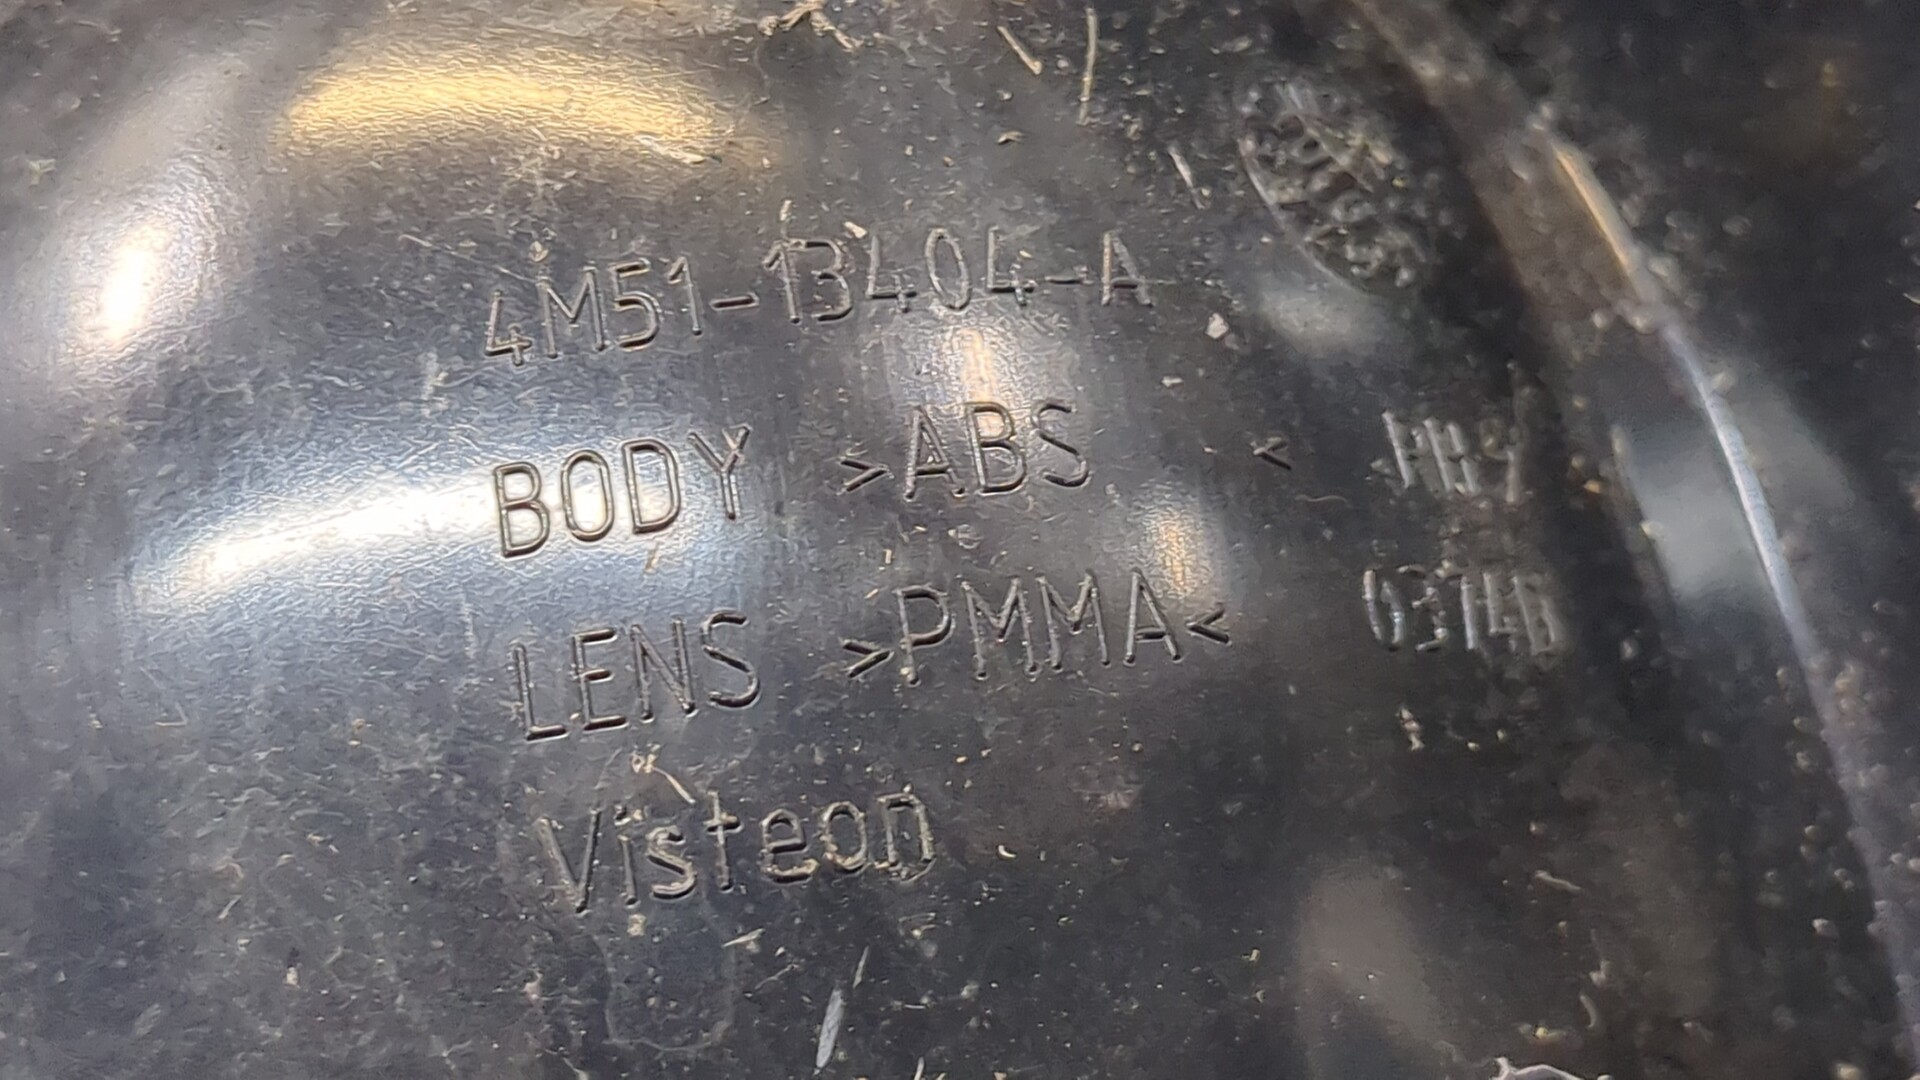 4M51-13404-A
BODY >ABS <
LENS >PMMA<
Visteon